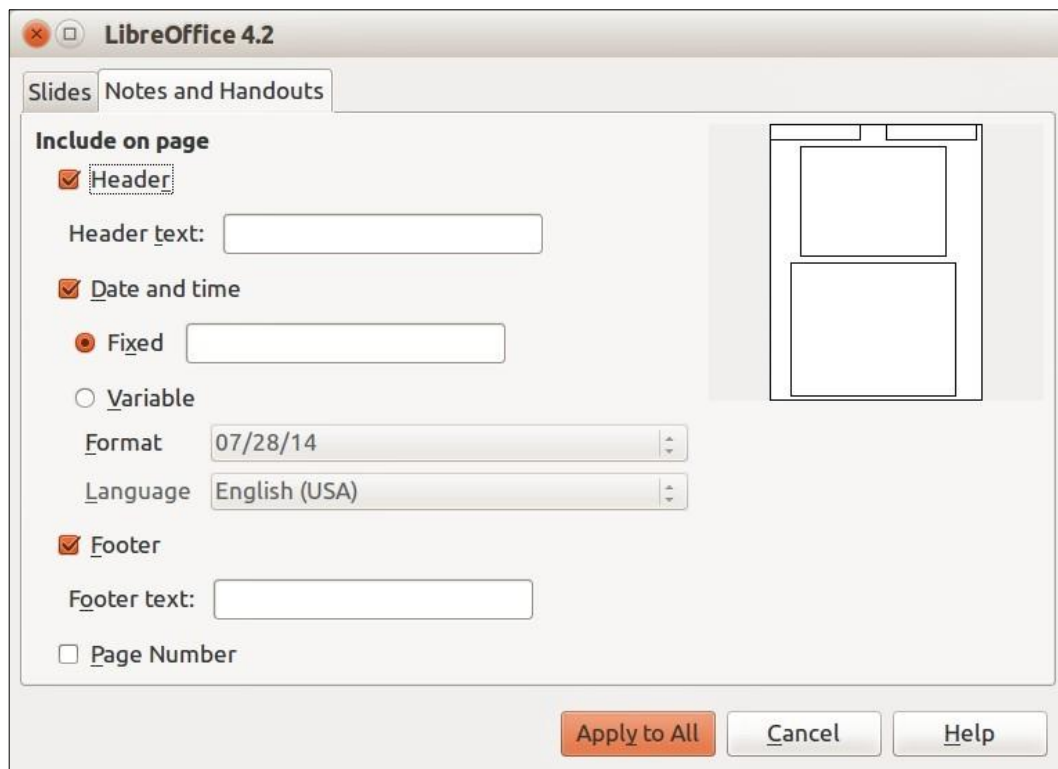 LibreOffice 4.2
Slides Notes and Handouts
Include on page
Header
Header text:
Date and time
Fixed
Variable
Format 07/28/14
Language English (USA)
Footer
Footer text:
Page Number
Apply to All Cancel Help